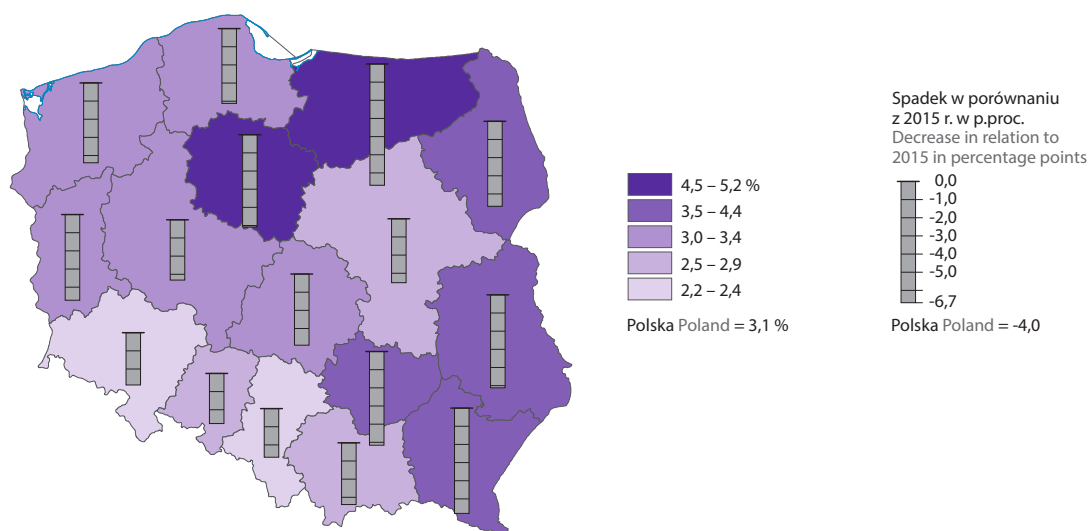 Spadek w porównaniu
z 2015 r. w p.proc.
Decrease in relation to
2015 in percentage points
4,5 – 5,2 %
3,5 – 4,4
3,0 – 3,4
2,5 – 2,9
2,2 – 2,4
Polska Poland = 3,1 %
0,0
-1,0
-2,0
-3,0
-4,0
-5,0
-6,7
Polska Poland = -4,0